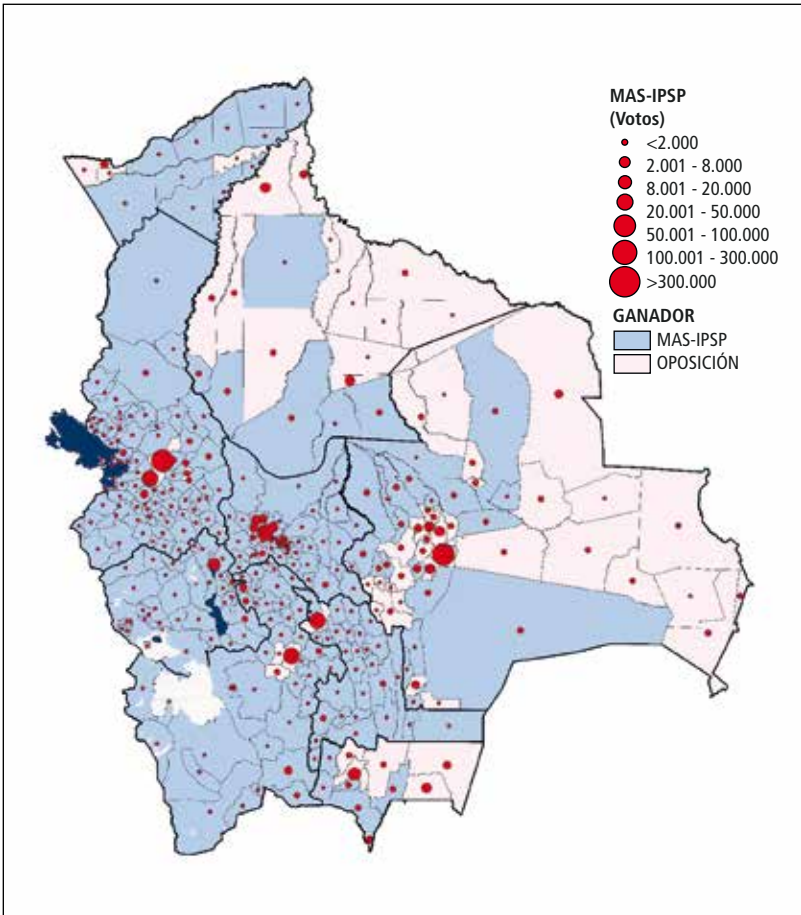 MAS-IPSP
(Votos)
<2.000
2.001 - 8.000
8.001 - 20.000
20.001 - 50.000
50.001 - 100.000
100.001 - 300.000
>300.000
GANADOR
MAS-IPSP
OPOSICIÓN